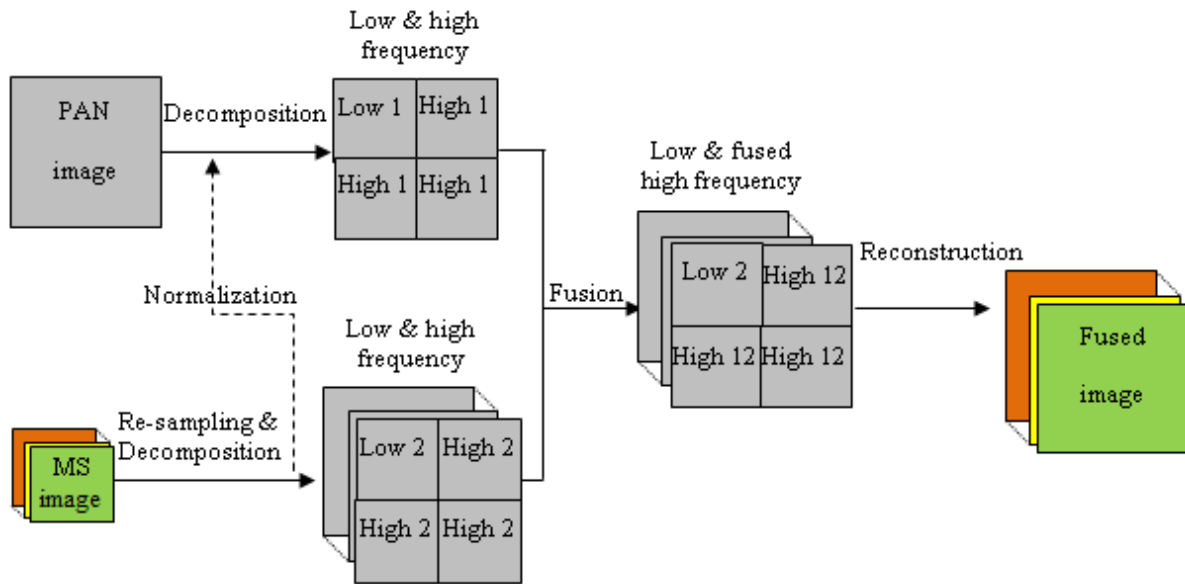 Low & high
frequency
PAN
image
Decomposition
Low 1
High 1
High 1
High 1
Normalization
Low & high
frequency
Re-sampling &
Decomposition
MS
image
Low 2
High 2
High 2
High 2
Fusion
Low & fused
high frequency
Low 2
High 12
High 12
High 12
Reconstruction
Fused
image